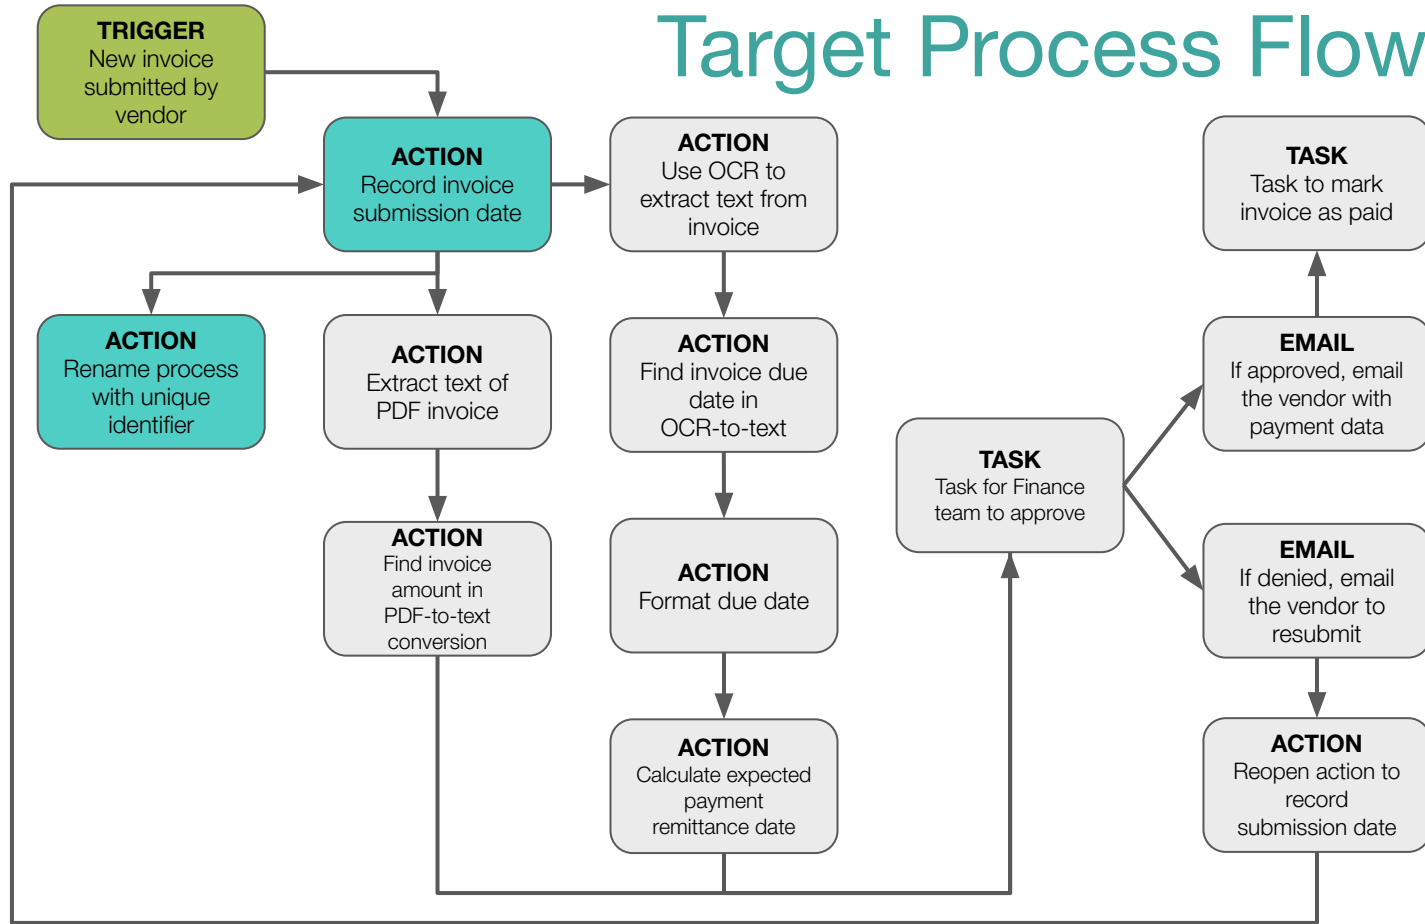 Target Process Flow
TRIGGER
New invoice
submitted by
vendor
ACTION
Record invoice
submission date
ACTION
Use OCR to
extract text from
invoice
TASK
Task to mark
invoice as paid
ACTION
Rename process
with unique
identifier
ACTION
Extract text of
PDF invoice
ACTION
Find invoice due
date in
OCR-to-text
EMAIL
If approved, email
the vendor with
payment data
TASK
Task for Finance
team to approve
ACTION
Find invoice
amount in
PDF-to-text
conversion
ACTION
Format due date
EMAIL
If denied, email
the vendor to
resubmit
ACTION
Calculate expected
payment
remittance date
ACTION
Reopen action to
record
submission date